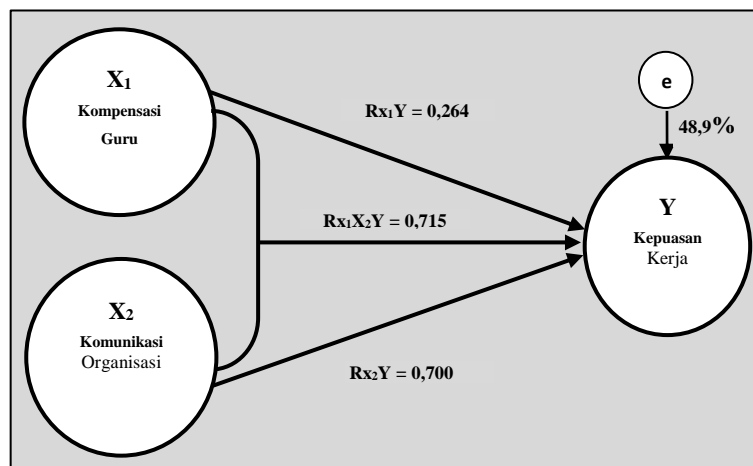 X₁
Kompensasi
Guru
e
Rx₁Y = 0,264
48,9%
Rx₁X₂Y = 0,715
Y
Kepuasan
Kerja
X₂
Komunikasi
Organisasi
Rx₂Y = 0,700